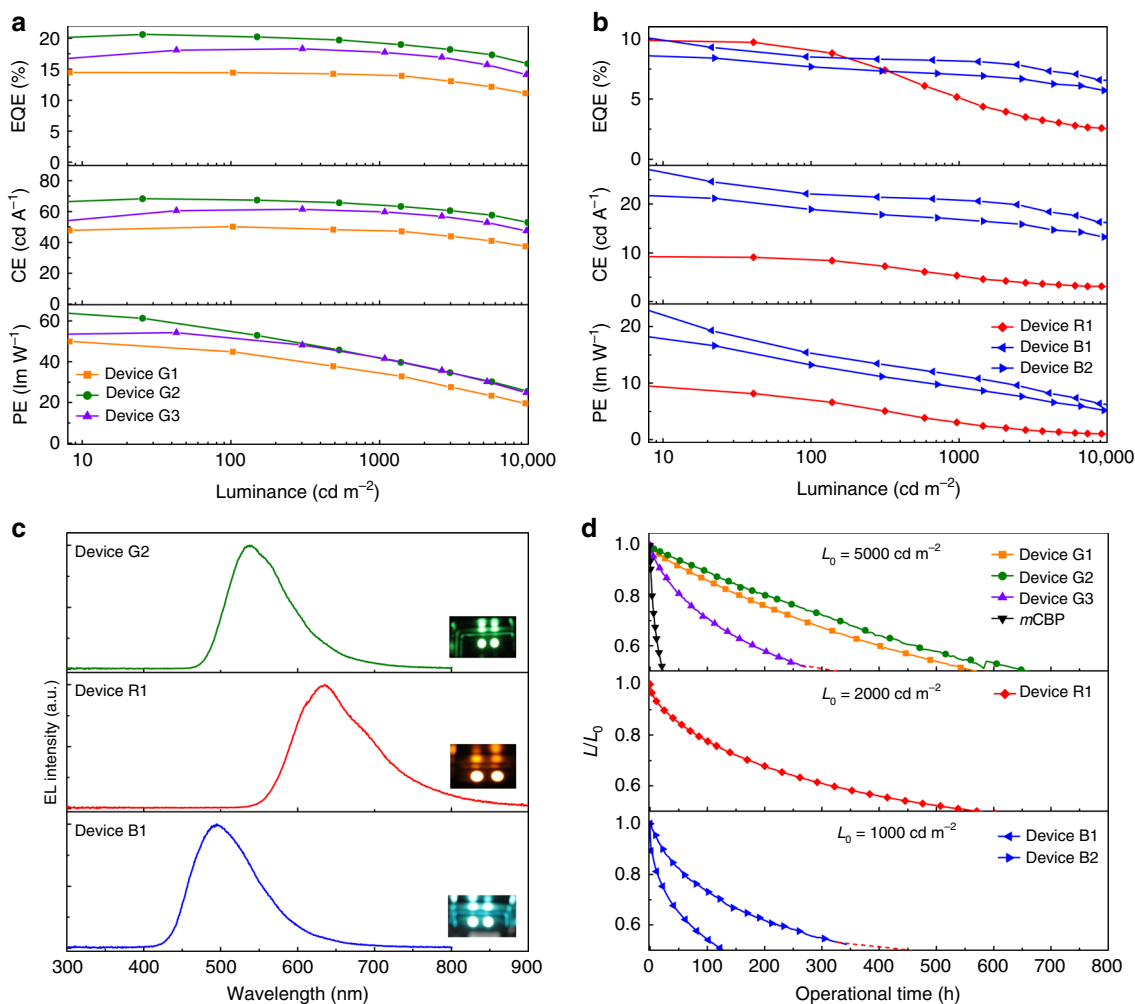 a
EQE (%)
20
15
10
5
0
10
100
1000
10,000
CE (cd A⁻¹)
80
60
40
20
0
PE (lm W⁻¹)
60
40
20
0
Device G1
Device G2
Device G3
Luminance (cd m⁻²)
b
EQE (%)
10
5
0
CE (cd A⁻¹)
20
10
0
PE (lm W⁻¹)
20
10
0
Device R1
Device B1
Device B2
10
100
1000
10,000
Luminance (cd m⁻²)
c
EL intensity (a.u.)
Device G2
Device R1
Device B1
300
400
500
600
700
800
900
Wavelength (nm)
d
L/L₀
1.0
0.8
0.6
L₀ = 5000 cd m⁻²
Device G1
Device G2
Device G3
mCBP
1.0
0.8
0.6
L₀ = 2000 cd m⁻²
Device R1
1.0
0.8
0.6
L₀ = 1000 cd m⁻²
Device B1
Device B2
0
100
200
300
400
500
600
700
800
Operational time (h)